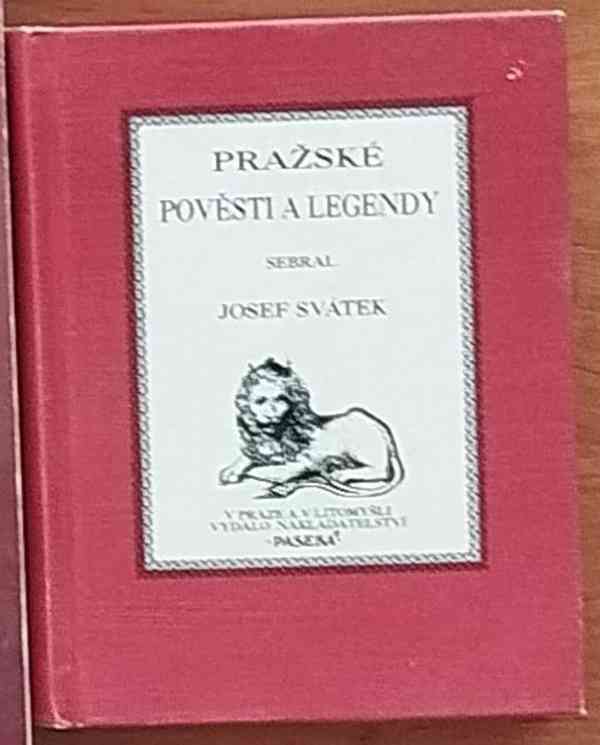 PRAŽSKÉ
POVĚSTI A LEGENDY
SEBRAL
JOSEF SVÁTEK
V PRAZE A V LITOMYŠLI
VYDALO NAKLADATELSTVÍ
"PASEKA"